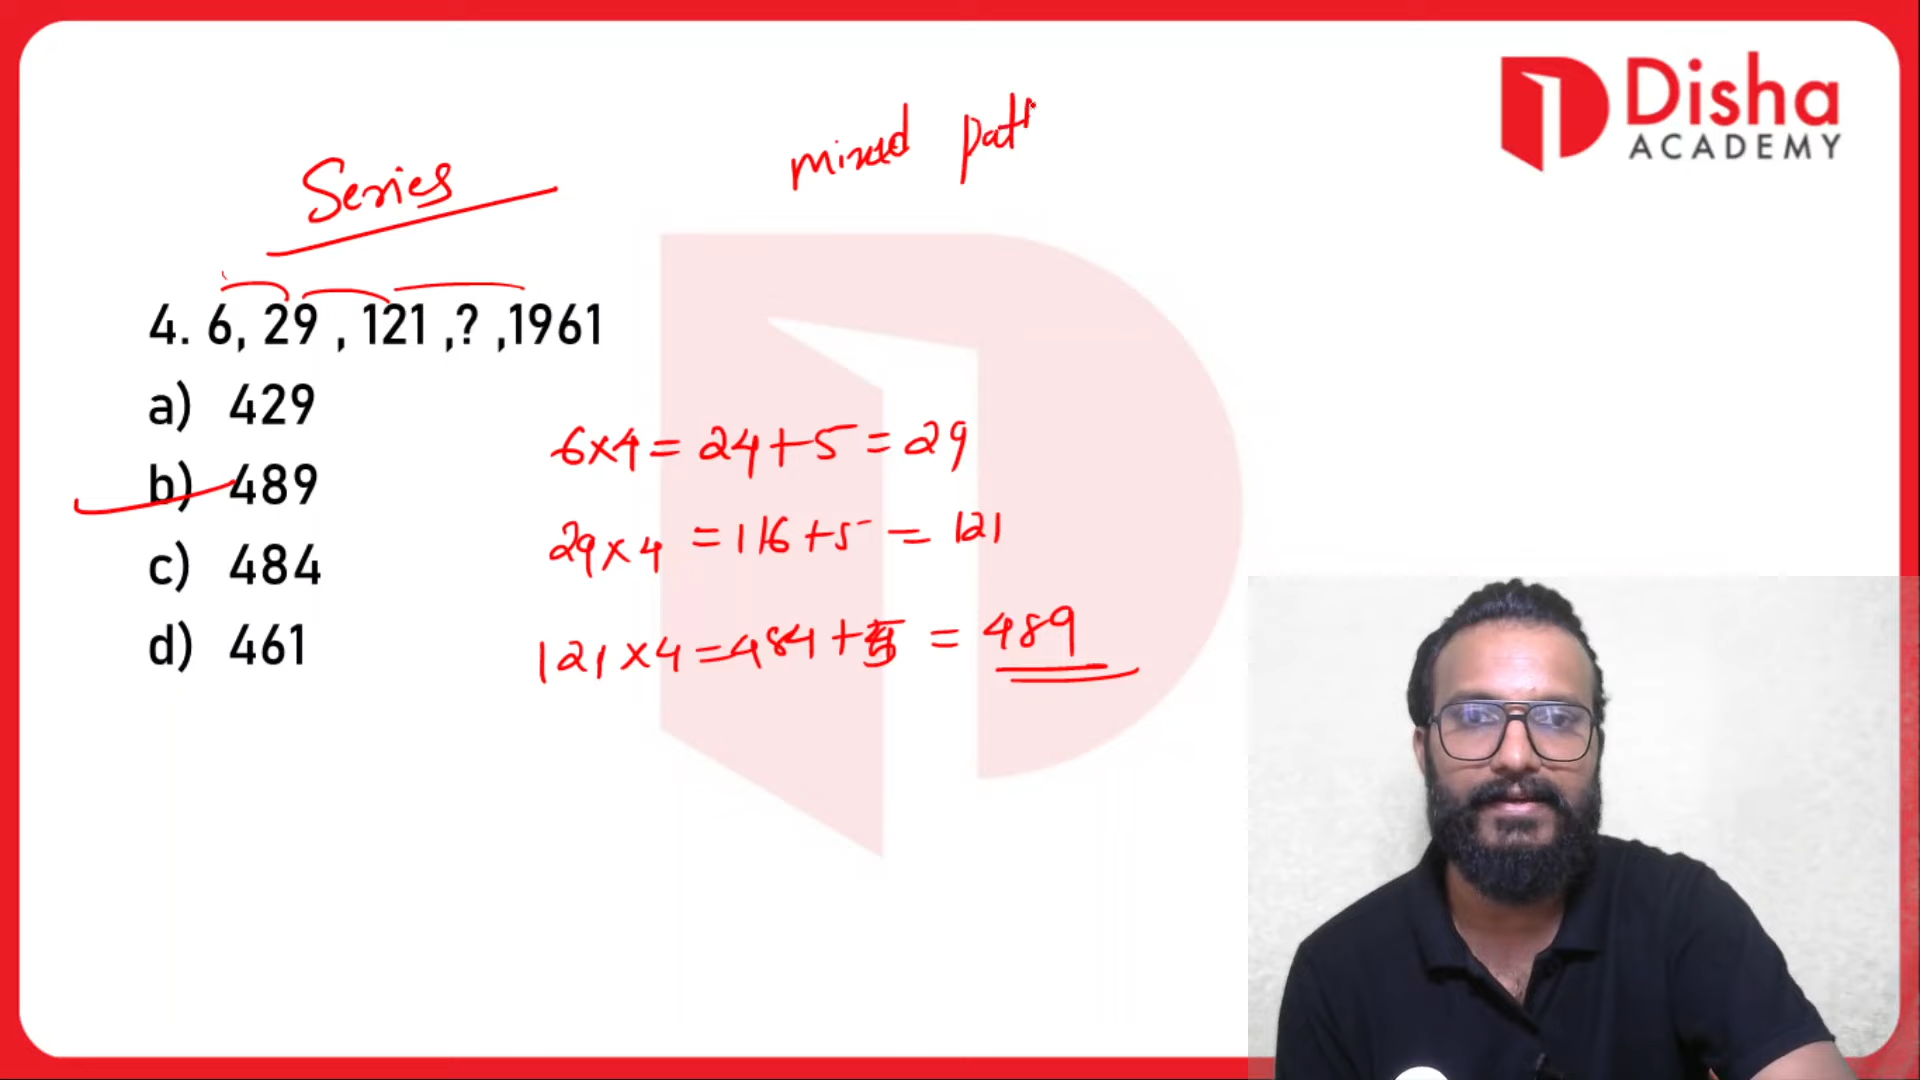 Disha
ACADEMY
mixed patt
Series
4. 6, 29 , 121 ,? ,1961
a) 429
b) 489
c) 484
d) 461
6×4 = 24+5 = 29
29×4 = 116+5 = 121
121×4 = 484+5 = 489